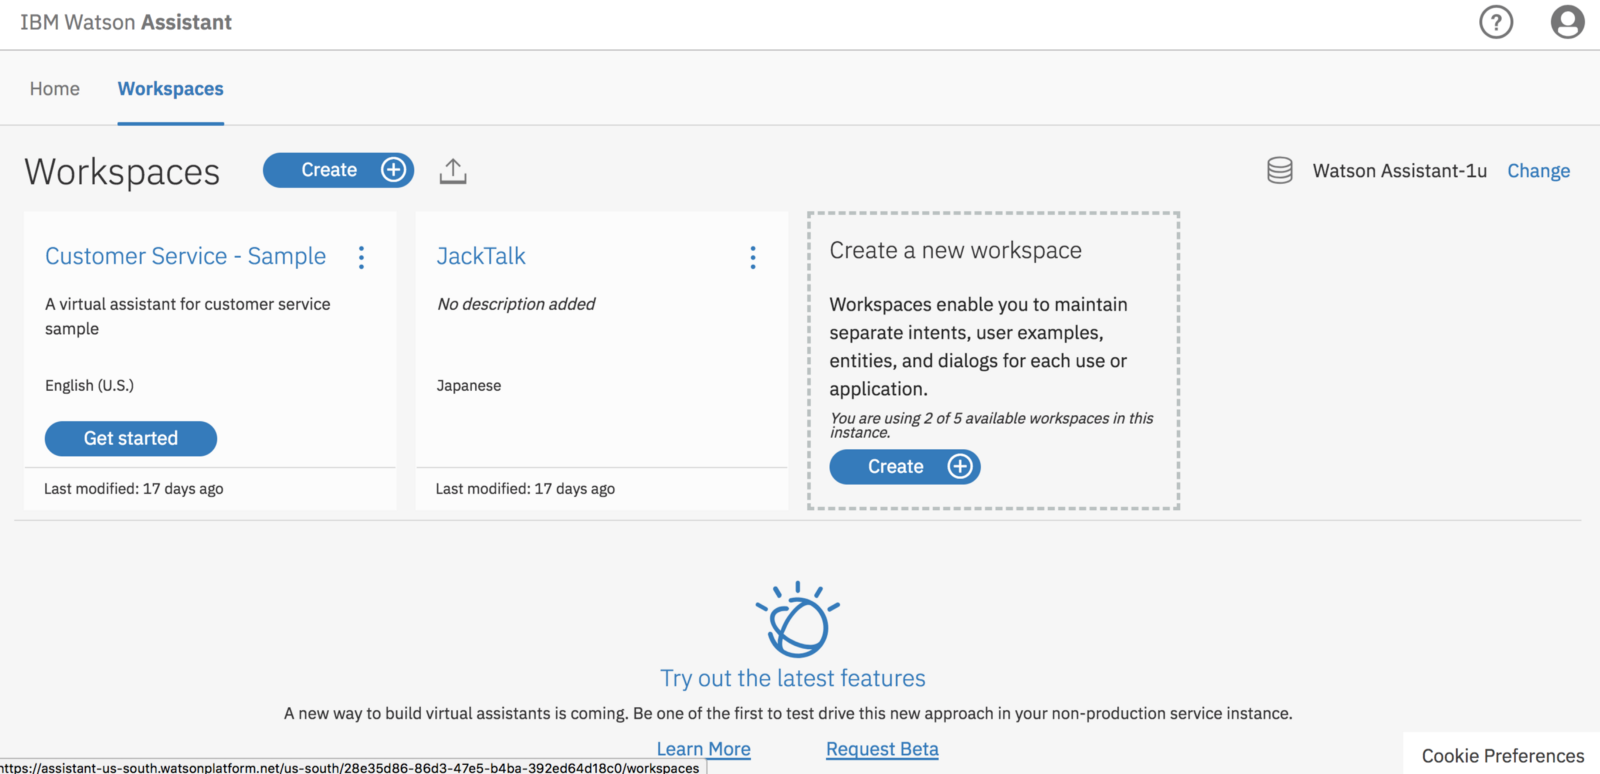 IBM Watson Assistant
?
Home
Workspaces
Workspaces
Create
Watson Assistant-1u
Change
Customer Service - Sample
A virtual assistant for customer service
sample
English (U.S.)
Get started
Last modified: 17 days ago
JackTalk
No description added
Japanese
Last modified: 17 days ago
Create a new workspace
Workspaces enable you to maintain
separate intents, user examples,
entities, and dialogs for each use or
application.
You are using 2 of 5 available workspaces in this
instance.
Create
Try out the latest features
A new way to build virtual assistants is coming. Be one of the first to test drive this new approach in your non-production service instance.
Learn More
Request Beta
Cookie Preferences
https://assistant-us-south.watsonplatform.net/us-south/28e35d86-86d3-47e5-b4ba-392ed64d18c0/workspaces